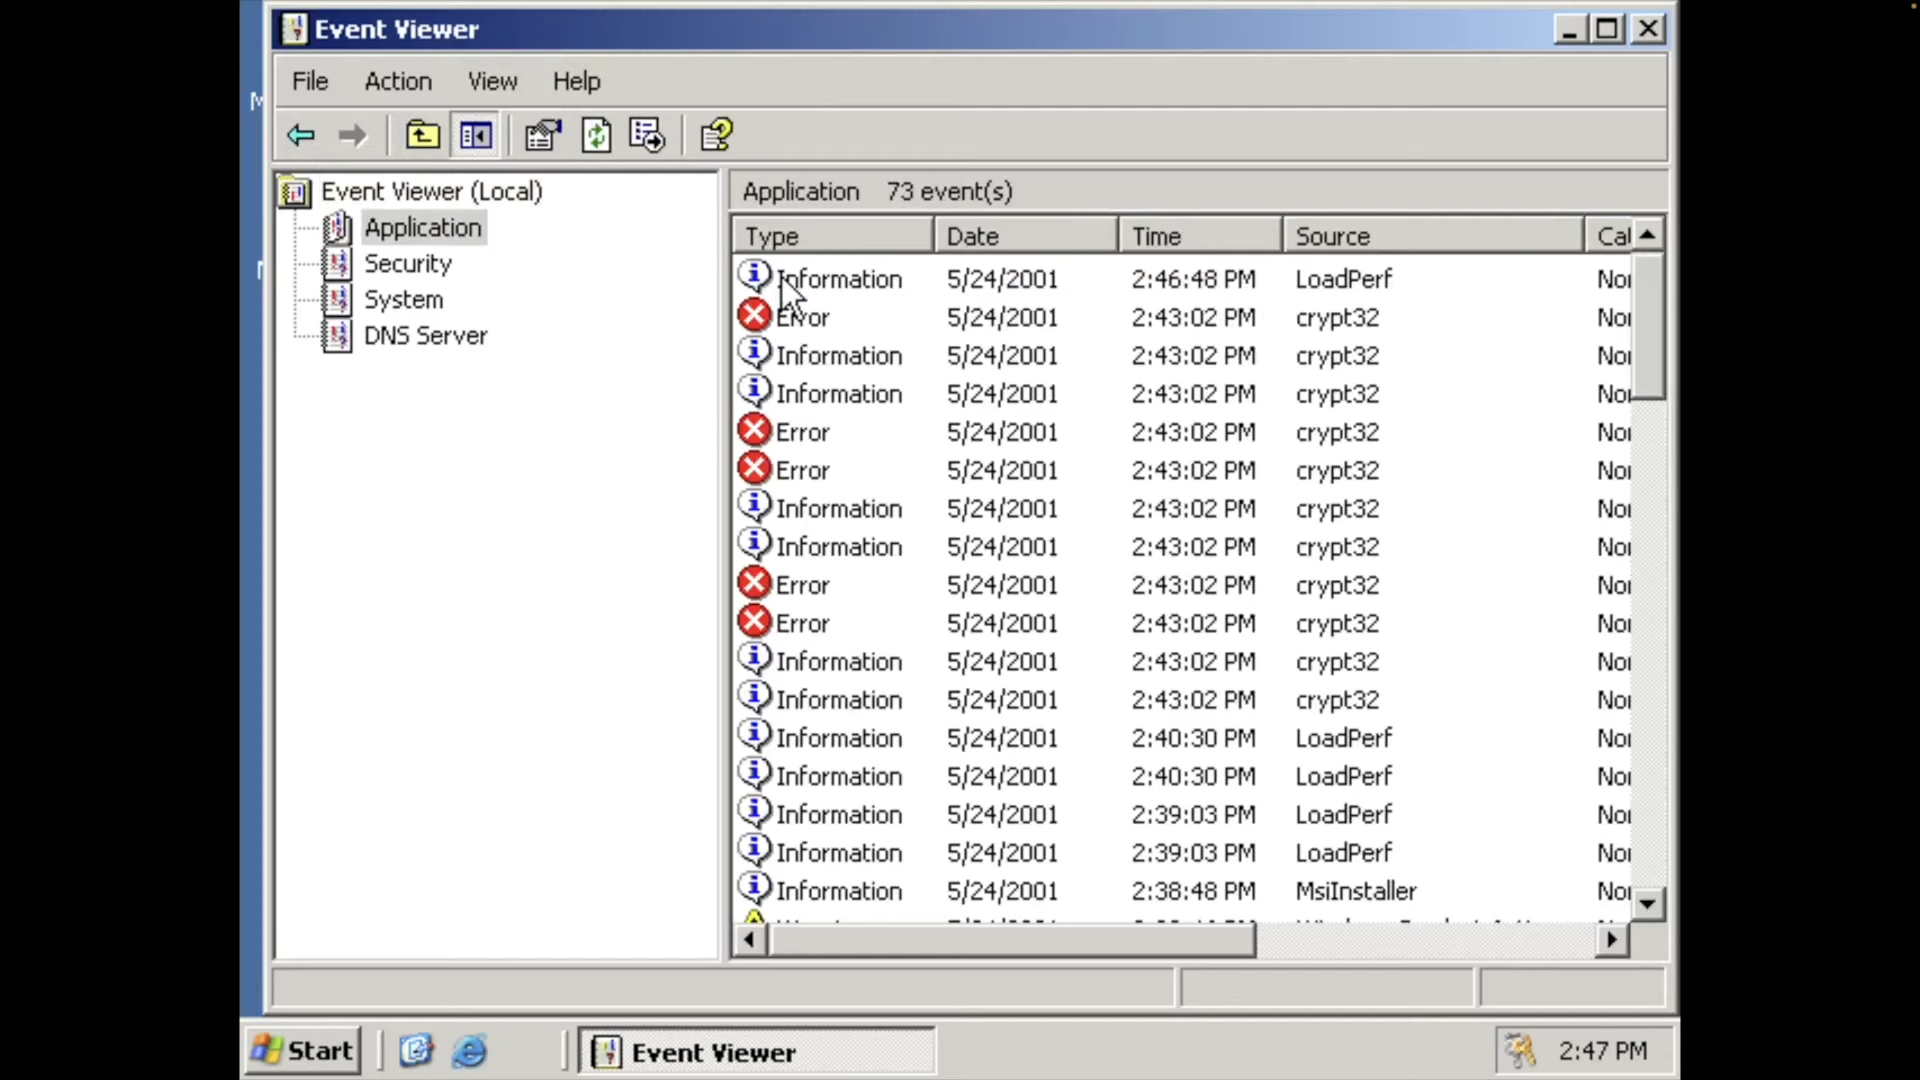 Event Viewer
File Action View Help
Event Viewer (Local)
Application
Security
System
DNS Server
Application 73 event(s)
Type Date Time Source
Information 5/24/2001 2:46:48 PM LoadPerf
Error 5/24/2001 2:43:02 PM crypt32
Information 5/24/2001 2:43:02 PM crypt32
Information 5/24/2001 2:43:02 PM crypt32
Error 5/24/2001 2:43:02 PM crypt32
Error 5/24/2001 2:43:02 PM crypt32
Information 5/24/2001 2:43:02 PM crypt32
Information 5/24/2001 2:43:02 PM crypt32
Error 5/24/2001 2:43:02 PM crypt32
Error 5/24/2001 2:43:02 PM crypt32
Information 5/24/2001 2:43:02 PM crypt32
Information 5/24/2001 2:43:02 PM crypt32
Information 5/24/2001 2:40:30 PM LoadPerf
Information 5/24/2001 2:40:30 PM LoadPerf
Information 5/24/2001 2:39:03 PM LoadPerf
Information 5/24/2001 2:39:03 PM LoadPerf
Information 5/24/2001 2:38:48 PM MsiInstaller
Start Event Viewer 2:47 PM